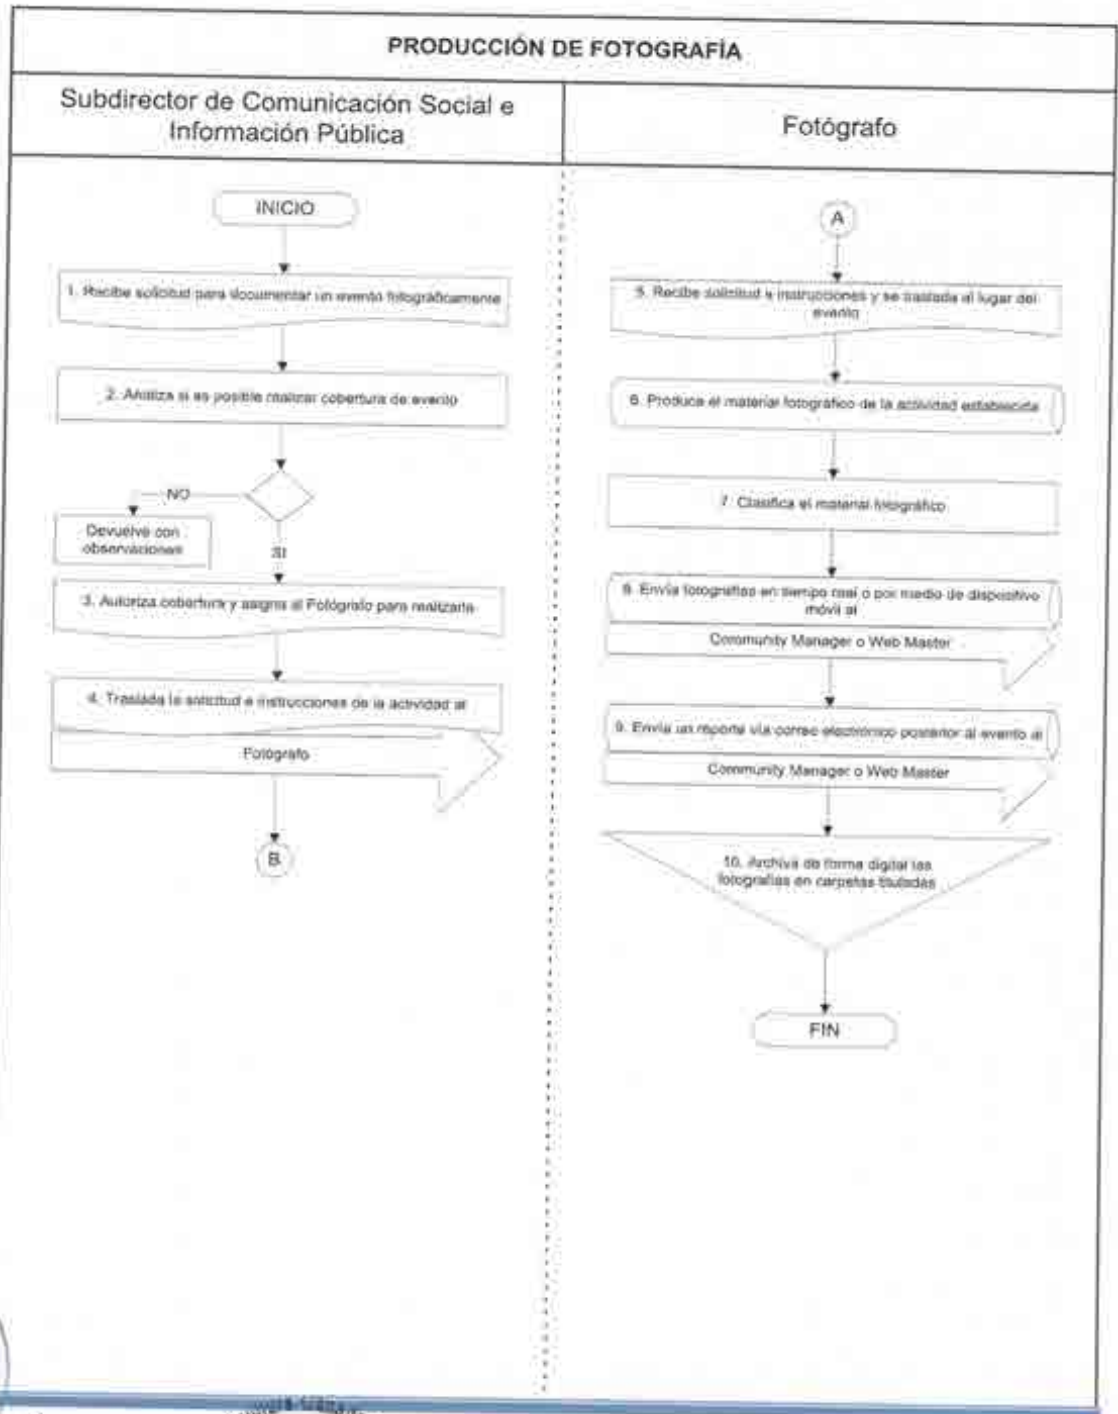 PRODUCCIÓN DE FOTOGRAFÍA
Subdirector de Comunicación Social e
Información Pública
Fotógrafo
INICIO
1. Recibe solicitud para documentar un evento fotográficamente
2. Analiza si es posible realizar cobertura de evento
NO
Devuelve con
observaciones
SI
3. Autoriza cobertura y asigna al Fotógrafo para realizarla
4. Traslada la solicitud e instrucciones de la actividad al
Fotógrafo
B
A
5. Recibe solicitud e instrucciones y se traslada al lugar del
evento
6. Produce el material fotográfico de la actividad establecida
7. Clasifica el material fotográfico
8. Envía fotografías en tiempo real o por medio de dispositivo
móvil al
Community Manager o Web Master
9. Envía un reporte vía correo electrónico posterior al evento al
Community Manager o Web Master
10. Archiva de forma digital las
fotografías en carpetas tituladas
FIN